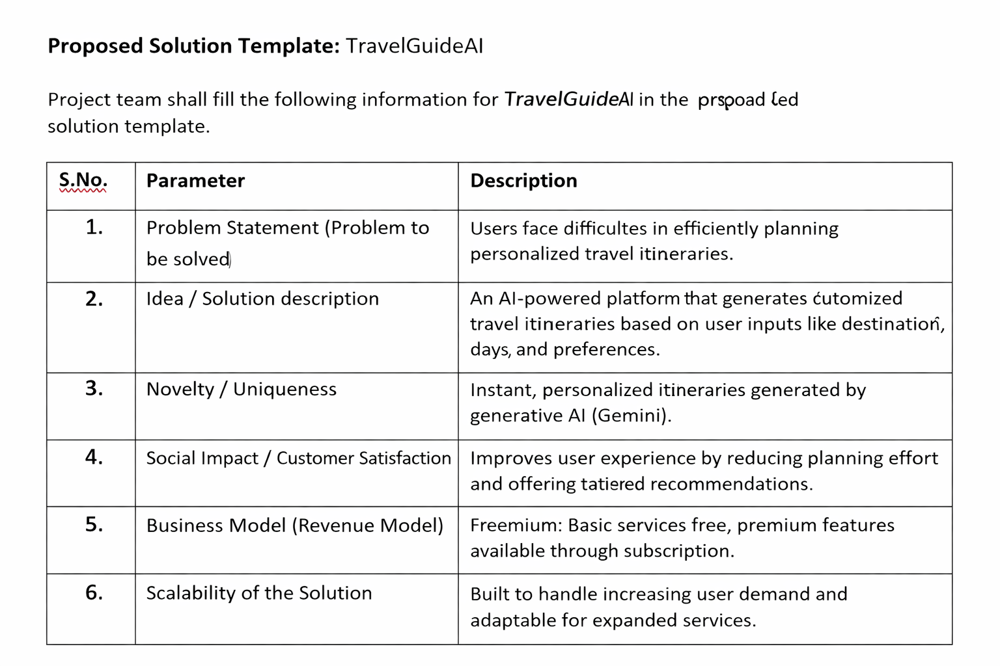 Proposed Solution Template: TravelGuideAI
Project team shall fill the following information for TravelGuideAI in the
solution template.
S.No. Parameter Description
1. Problem Statement (Problem to be solved) Users face difficultes in efficiently planning
personalized travel itineraries.
2. Idea / Solution description An AI-powered platform that generates cutomized
travel itineraries based on user inputs like destination,
days, and preferences.
3. Novelty / Uniqueness Instant, personalized itineraries generated by
generative AI (Gemini).
4. Social Impact / Customer Satisfaction Improves user experience by reducing planning effort
and offering tatiered recommendations.
5. Business Model (Revenue Model) Freemium: Basic services free, premium features
available through subscription.
6. Scalability of the Solution Built to handle increasing user demand and
adaptable for expanded services.